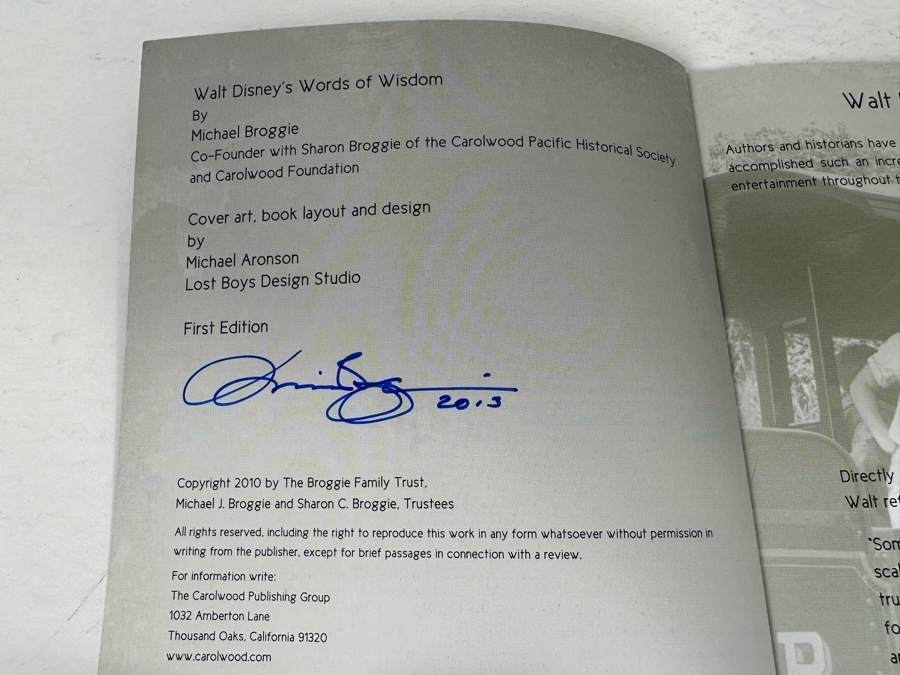 Walt Disney's Words of Wisdom
By
Michael Broggie
Co-Founder with Sharon Broggie of the Carolwood Pacific Historical Society
and Carolwood Foundation
Cover art, book layout and design
by
Michael Aronson
Lost Boys Design Studio
First Edition
2013
Copyright 2010 by The Broggie Family Trust,
Michael J. Broggie and Sharon C. Broggie, Trustees
All rights reserved, including the right to reproduce this work in any form whatsoever without permission in
writing from the publisher, except for brief passages in connection with a review.
For information write:
The Carolwood Publishing Group
1032 Amberton Lane
Thousand Oaks, California 91320
www.carolwood.com
Walt
Authors and historians have
accomplished such an
entertainment throughout
Directly
Walt